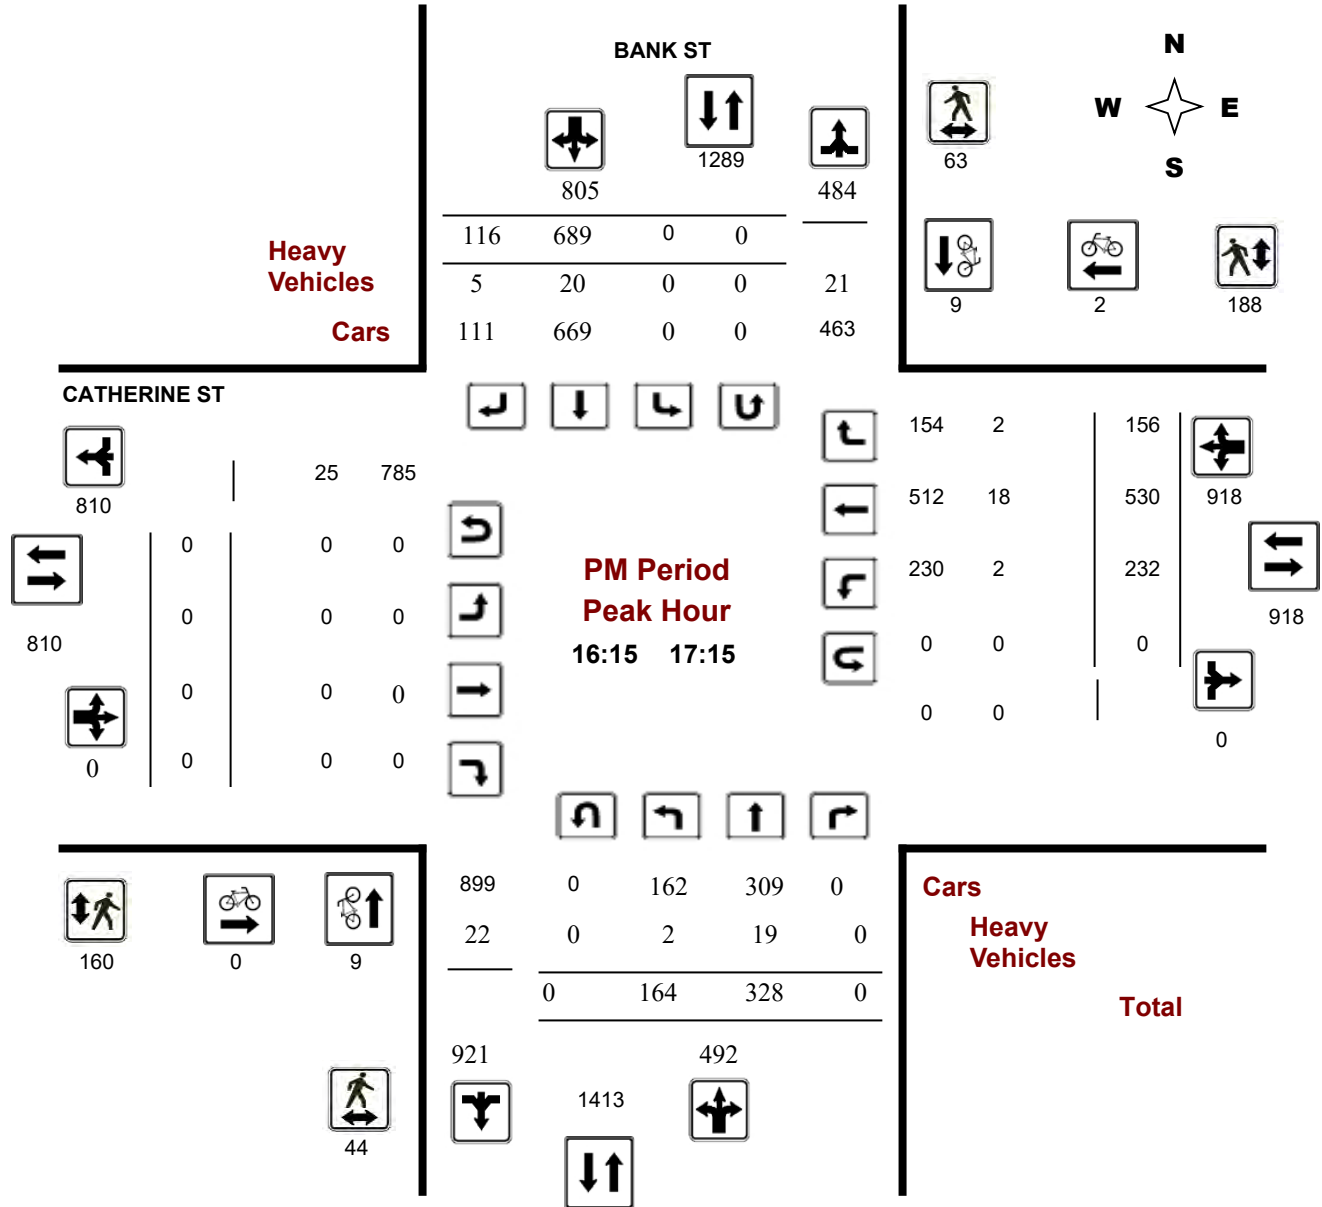 BANK ST
N
W E
S
1289
63
805
484
116 689 0 0
Heavy
Vehicles
5 20 0 0 21
9 2 188
Cars
111 669 0 0 463
CATHERINE ST
154 2 156
25 785
810
512 18 530
918
0 0 0
PM Period
230 2 232
Peak Hour
0 0 0
918
810
16:15 17:15
0 0 0
0 0 0
0 0
0
0 0 0
0
899 0 162 309 0
Cars
22 0 2 19 0
Heavy
Vehicles
160 0 9
0 164 328 0
Total
921 492
1413
44